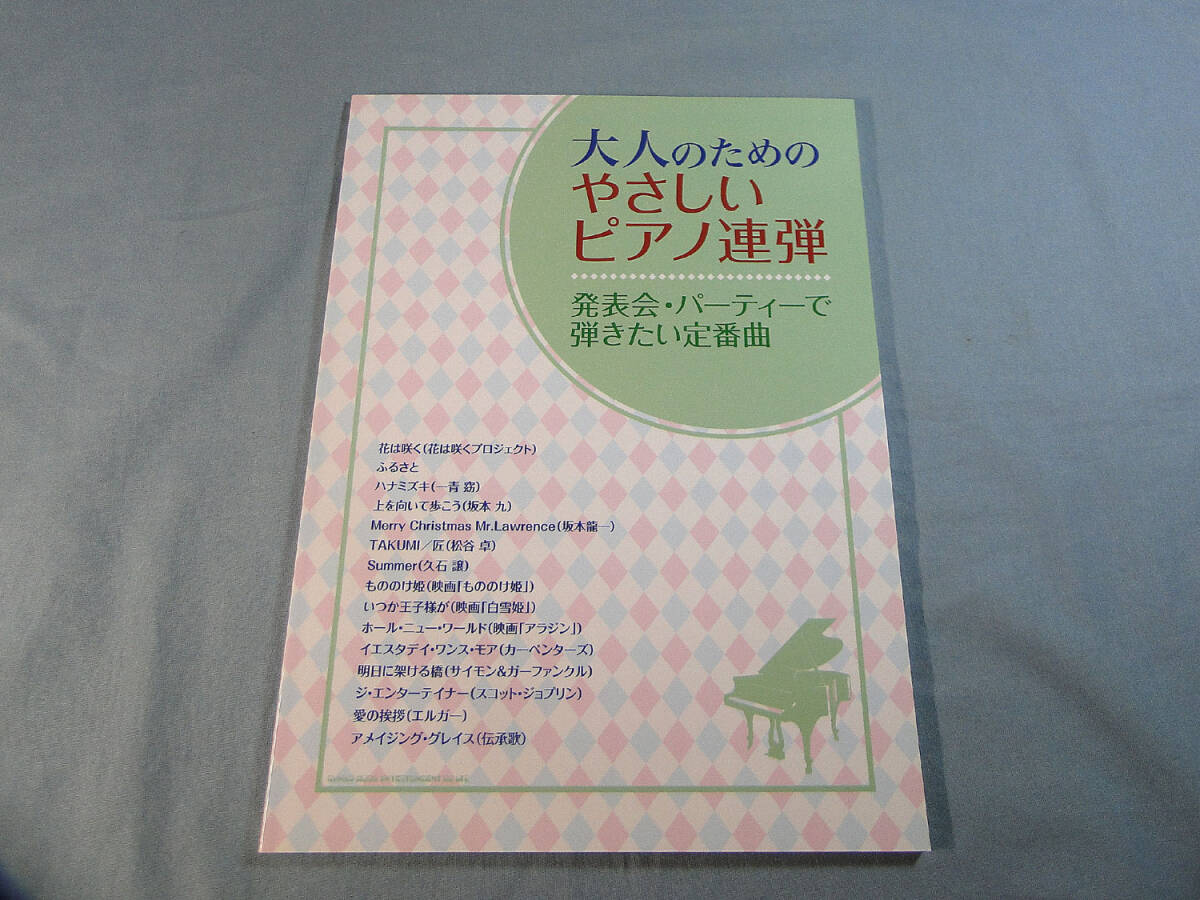 大人のための
やさしい
ピアノ連弾
発表会・パーティーで
弾きたい定番曲
花は咲く(花は咲くプロジェクト)
ふるさと
ハナミズキ(一青 窈)
上を向いて歩こう(坂本 九)
Merry Christmas Mr.Lawrence(坂本龍一)
TAKUMI／匠(松谷 卓)
Summer(久石 譲)
もののけ姫(映画「もののけ姫」)
いつか王子様が(映画「白雪姫」)
ホール・ニュー・ワールド(映画「アラジン」)
イエスタデイ・ワンス・モア(カーペンターズ)
明日に架ける橋(サイモン&ガーファンクル)
ジ・エンターテイナー(スコット・ジョプリン)
愛の挨拶(エルガー)
アメイジング・グレイス(伝承歌)